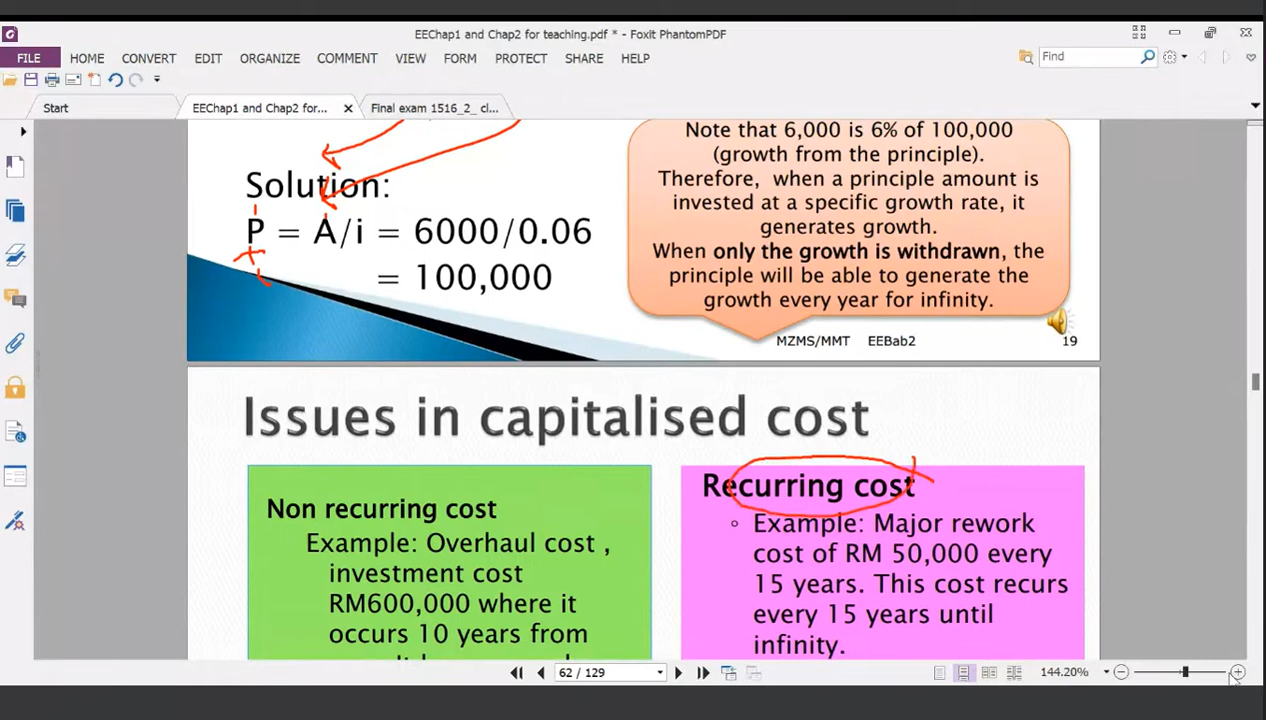 EEChap1 and Chap2 for teaching.pdf * - Foxit PhantomPDF
FILE HOME CONVERT EDIT ORGANIZE COMMENT VIEW FORM PROTECT SHARE HELP
Find
Start
EEChap1 and Chap2 for...
Final exam 1516_2_ cl...
Solution:
P = A/i = 6000/0.06
= 100,000
Note that 6,000 is 6% of 100,000
(growth from the principle).
Therefore, when a principle amount is
invested at a specific growth rate, it
generates growth.
When only the growth is withdrawn, the
principle will be able to generate the
growth every year for infinity.
MZMS/MMT EEBab2
19
Issues in capitalised cost
Non recurring cost
Example: Overhaul cost ,
investment cost
RM600,000 where it
occurs 10 years from
Recurring cost
Example: Major rework
cost of RM 50,000 every
15 years. This cost recurs
every 15 years until
infinity.
62 / 129
144.20%